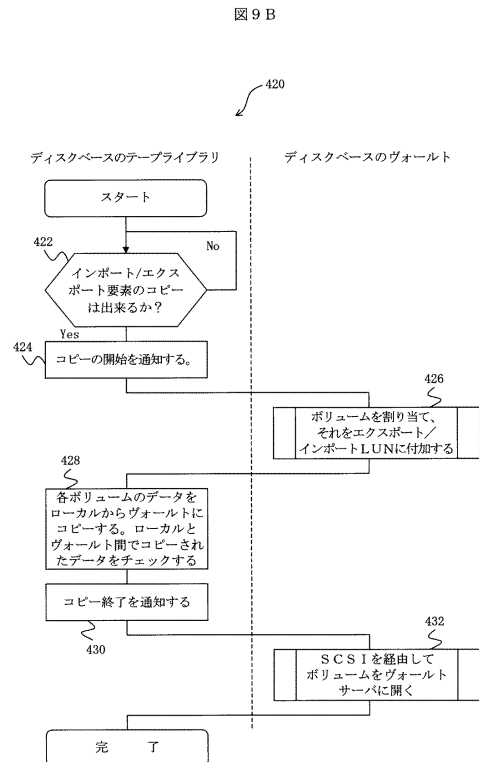 図９Ｂ
420
ディスクベースのテープライブラリ
ディスクベースのヴォールト
スタート
422
No
インポート/エクス
ポート要素のコピー
は出来るか？
Yes
424
コピーの開始を通知する。
426
ボリュームを割り当て、
それをエクスポート／
インポートＬＵＮに付加する
428
各ボリュームのデータを
ローカルからヴォールトに
コピーする。ローカルと
ヴォールト間でコピーされ
たデータをチェックする
コピー終了を通知する
430
432
ＳＣＳＩを経由して
ボリュームをヴォールト
サーバに開く
完　　了